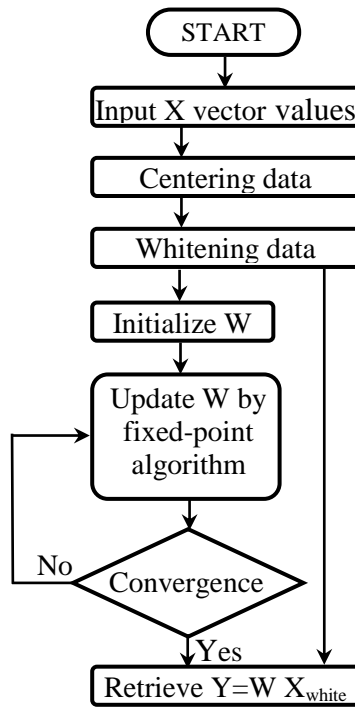 START
Input X vector values
Centering data
Whitening data
Initialize W
Update W by
fixed-point
algorithm
No
Convergence
Yes
Retrieve Y=W X_white